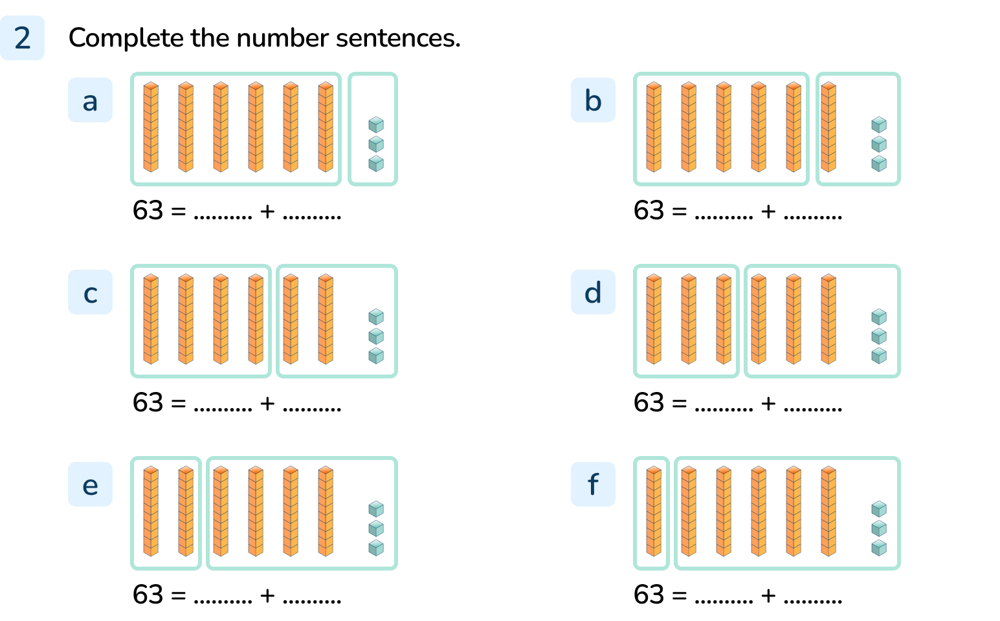 2 Complete the number sentences.
a
b
63 = .......... + ..........
63 = .......... + ..........
c
d
63 = .......... + ..........
63 = .......... + ..........
e
f
63 = .......... + ..........
63 = .......... + ..........